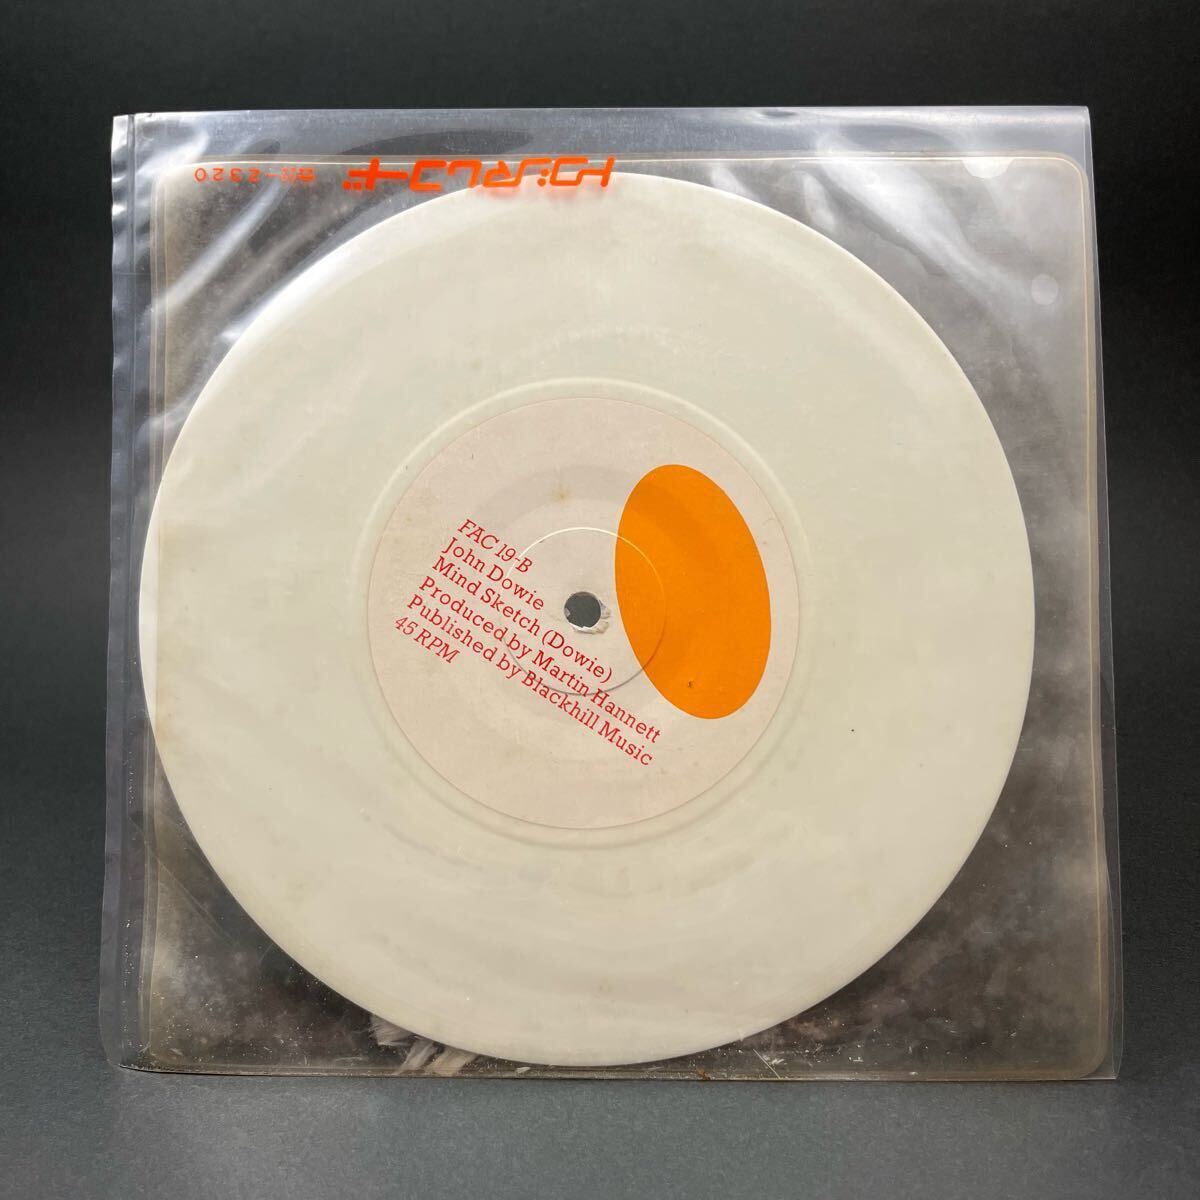 FAC 19-B
John Dowie
Mind Sketch (Dowie)
Produced by Martin Hannett
Published by Blackhill Music
45 RPM